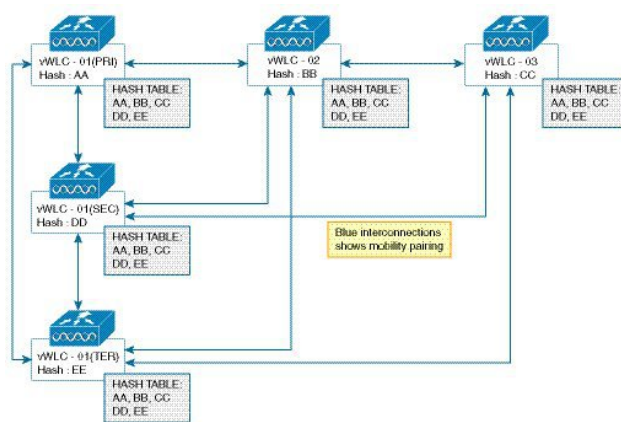 vWLC - 01(PRI)
Hash : AA
HASH TABLE:
AA, BB, CC
DD, EE
vWLC - 02
Hash : BB
HASH TABLE:
AA, BB, CC
DD, EE
vWLC - 03
Hash : CC
HASH TABLE:
AA, BB, CC
DD, EE
vWLC - 01(SEC)
Hash : DD
HASH TABLE:
AA, BB, CC
DD, EE
Blue interconnections
shows mobility pairing
vWLC - 01(TER)
Hash : EE
HASH TABLE:
AA, BB, CC
DD, EE